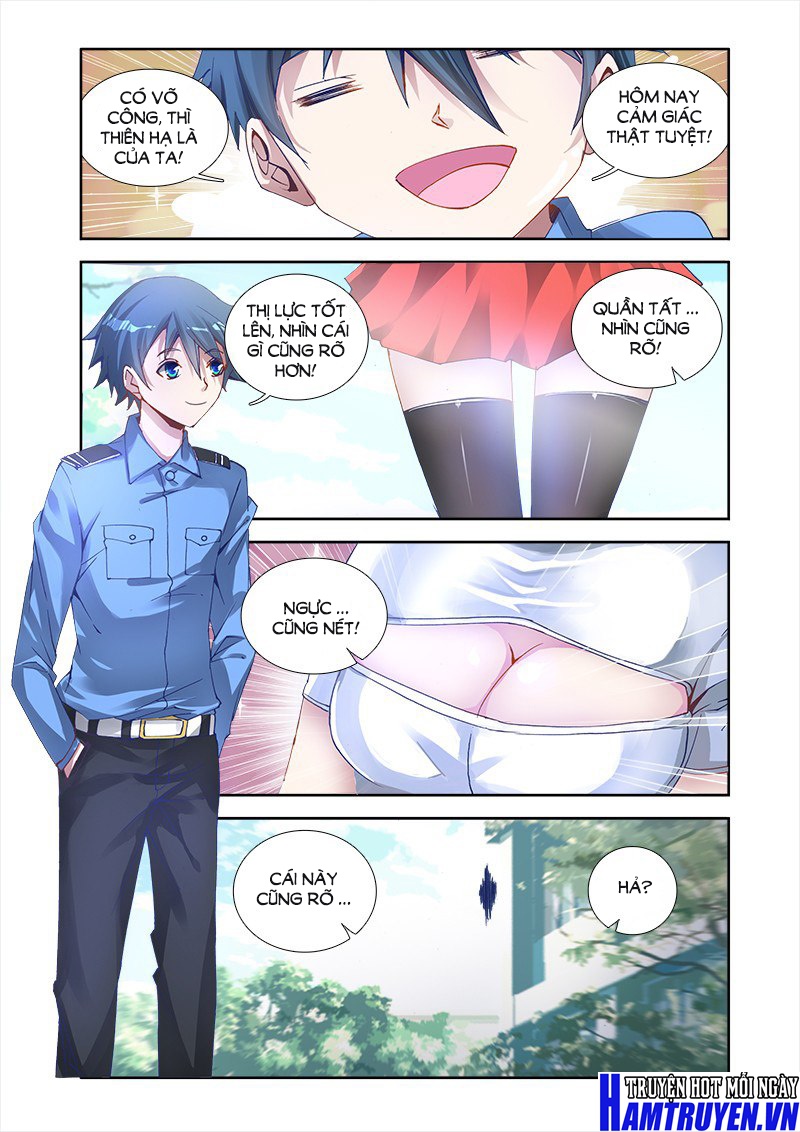 CÓ VÕ
CÔNG, THÌ
THIÊN HẠ LÀ
CỦA TA!
HÔM NAY
CẢM GIÁC
THẬT TUYỆT!
THỊ LỰC TỐT
LÊN, NHÌN CÁI
GÌ CŨNG RÕ
HƠN!
QUẦN TẤT ...
NHÌN CŨNG
RÕ!
NGỰC ...
CŨNG NÉT!
CÁI NÀY
CŨNG RÕ ...
HẢ?
TRUYỆN HOT MỖI NGÀY
HAMTRUYEN.VN